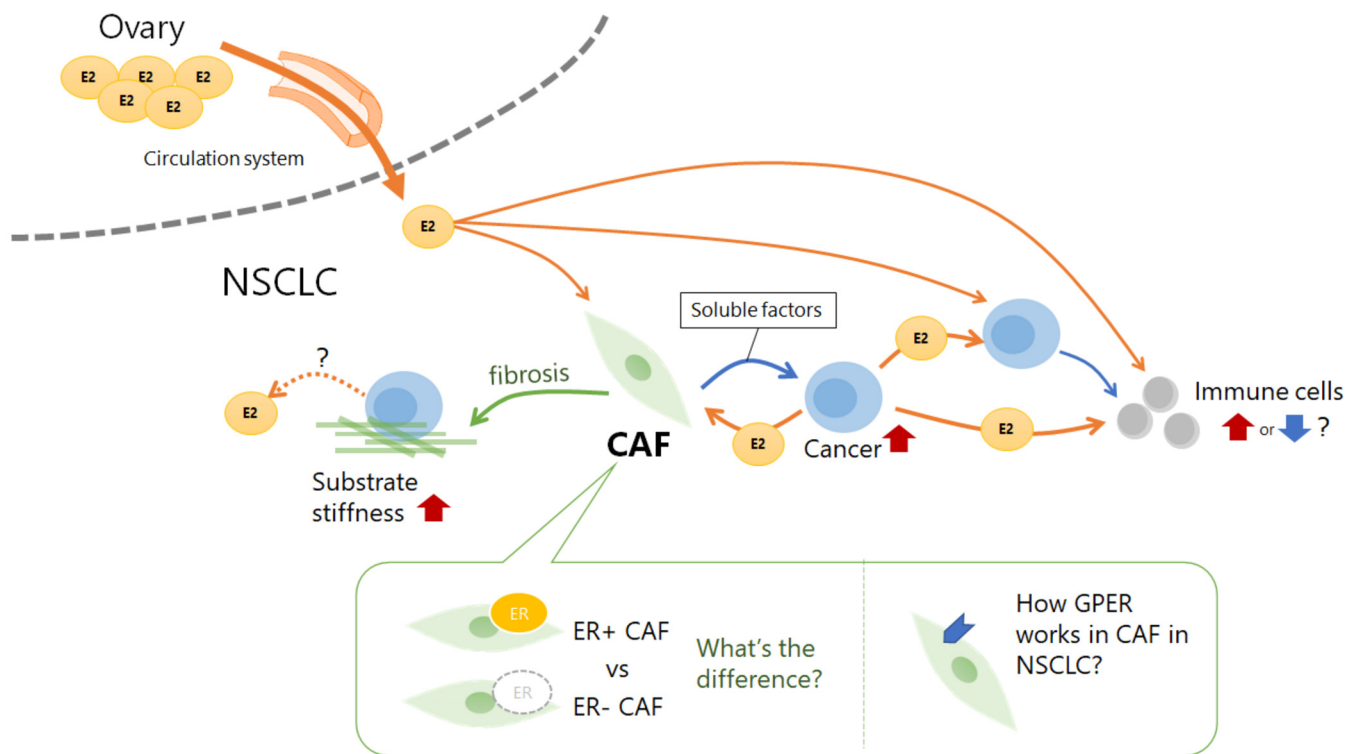 Ovary
E2
E2
E2
E2
E2
Circulation system
E2
NSCLC
Soluble factors
E2
?
fibrosis
E2
Immune cells
or
?
E2
E2
CAF
Cancer
Substrate
stiffness
ER
ER+ CAF
vs
ER
ER- CAF
What's the
difference?
How GPER
works in CAF in
NSCLC?